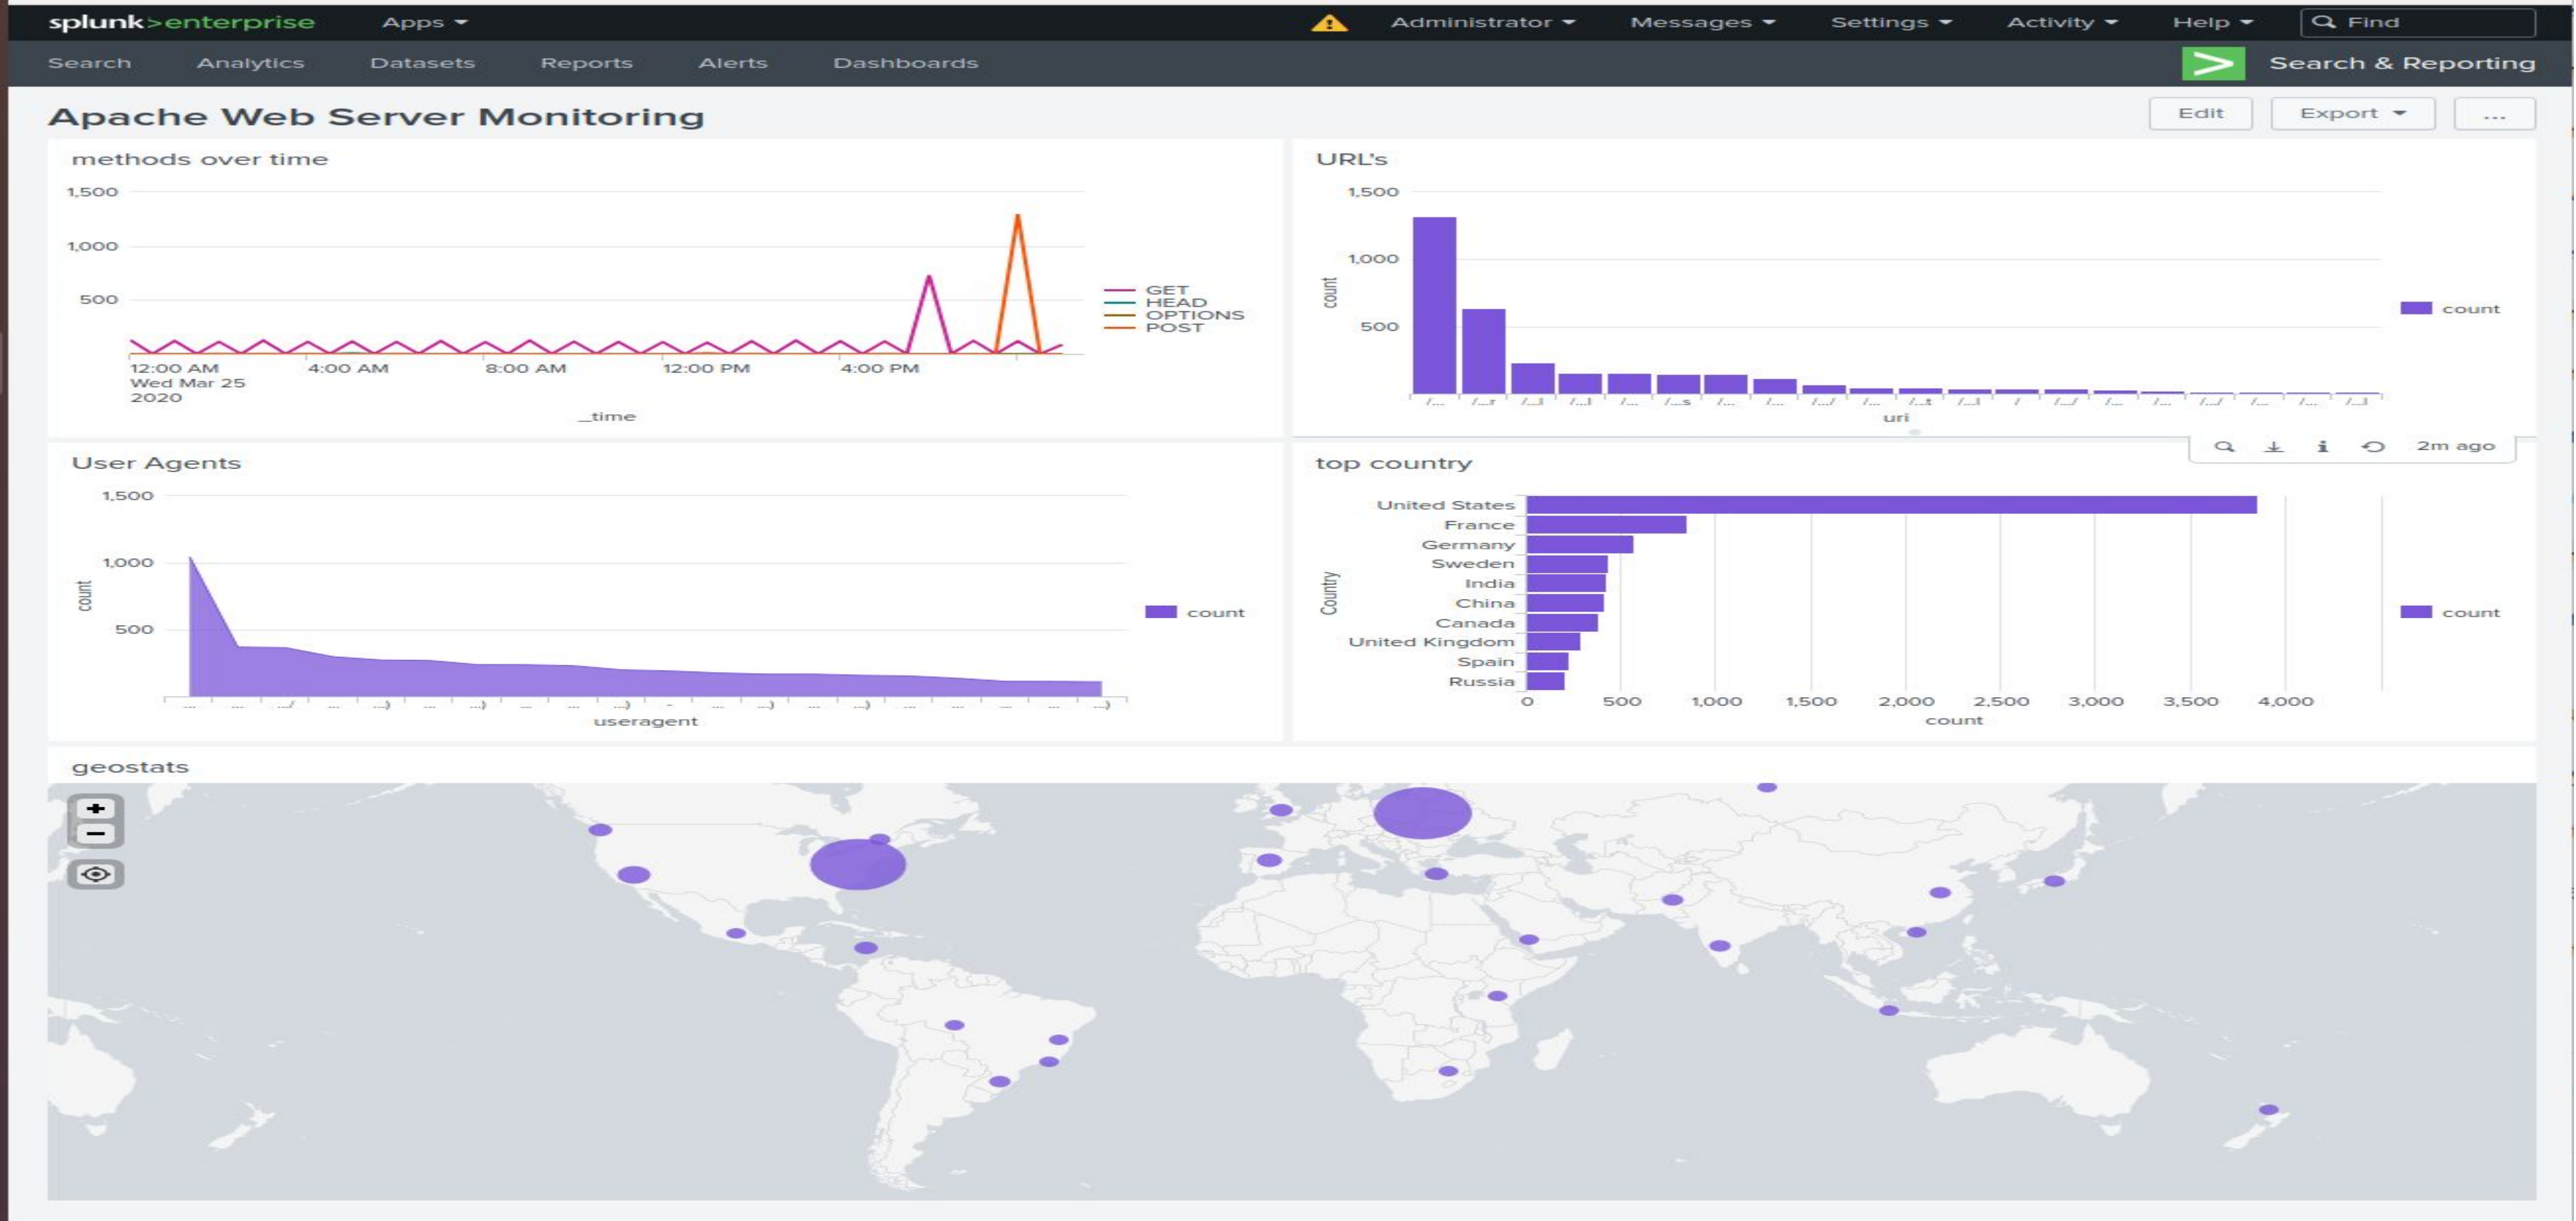 splunk>enterprise Apps Administrator Messages Settings Activity Help Find
Search Analytics Datasets Reports Alerts Dashboards Search & Reporting
Apache Web Server Monitoring Edit Export ...
methods over time
1,500
1,000
500
12:00 AM 4:00 AM 8:00 AM 12:00 PM 4:00 PM
Wed Mar 25
2020
_time
GET
HEAD
OPTIONS
POST
URL's
1,500
1,000
500
count
count
uri
2m ago
User Agents
1,500
1,000
500
count
count
useragent
top country
Country
United States
France
Germany
Sweden
India
China
Canada
United Kingdom
Spain
Russia
0 500 1,000 1,500 2,000 2,500 3,000 3,500 4,000
count
count
geostats